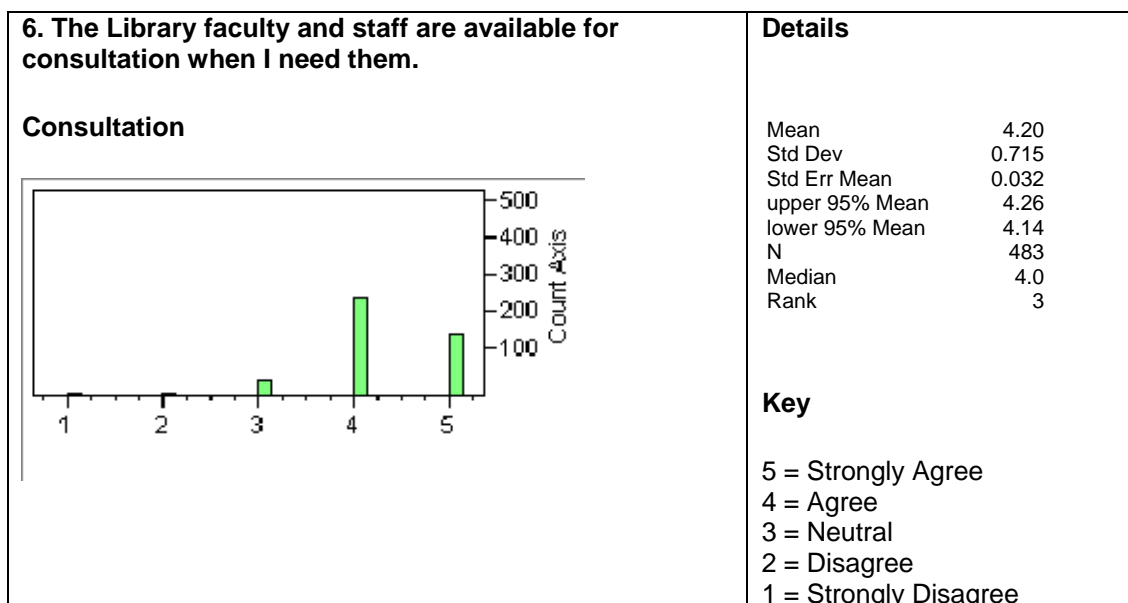 6. The Library faculty and staff are available for
consultation when I need them.
Consultation
500
400
300
200
100
Count Axis
1 2 3 4 5
Details
Mean 4.20
Std Dev 0.715
Std Err Mean 0.032
upper 95% Mean 4.26
lower 95% Mean 4.14
N 483
Median 4.0
Rank 3
Key
5 = Strongly Agree
4 = Agree
3 = Neutral
2 = Disagree
1 = Strongly Disagree